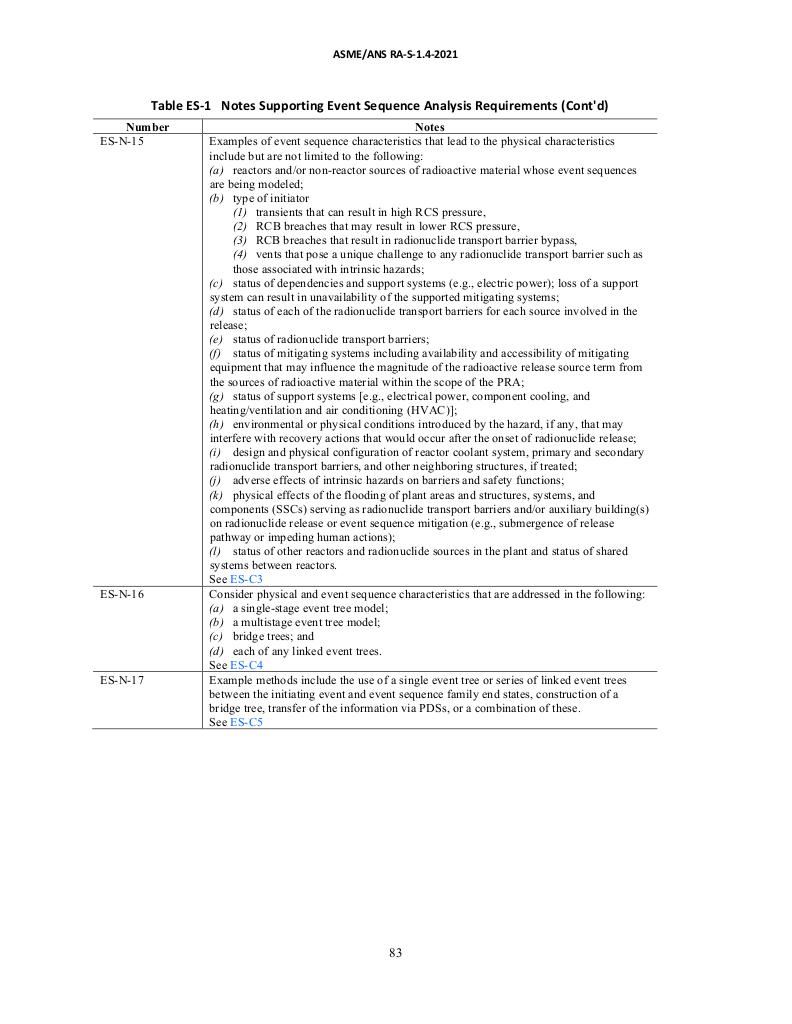 ASME/ANS RA-S-1.4-2021
Table ES-1 Notes Supporting Event Sequence Analysis Requirements (Cont'd)
Number Notes
ES-N-15 Examples of event sequence characteristics that lead to the physical characteristics
include but are not limited to the following:
(a) reactors and/or non-reactor sources of radioactive material whose event sequences
are being modeled;
(b) type of initiator
(1) transients that can result in high RCS pressure,
(2) RCB breaches that may result in lower RCS pressure,
(3) RCB breaches that result in radionuclide transport barrier bypass,
(4) vents that pose a unique challenge to any radionuclide transport barrier such as
those associated with intrinsic hazards;
(c) status of dependencies and support systems (e.g., electric power); loss of a support
system can result in unavailability of the supported mitigating systems;
(d) status of each of the radionuclide transport barriers for each source involved in the
release;
(e) status of radionuclide transport barriers;
(f) status of mitigating systems including availability and accessibility of mitigating
equipment that may influence the magnitude of the radioactive release source term from
the sources of radioactive material within the scope of the PRA;
(g) status of support systems [e.g., electrical power, component cooling, and
heating/ventilation and air conditioning (HVAC)];
(h) environmental or physical conditions introduced by the hazard, if any, that may
interfere with recovery actions that would occur after the onset of radionuclide release;
(i) design and physical configuration of reactor coolant system, primary and secondary
radionuclide transport barriers, and other neighboring structures, if treated;
(j) adverse effects of intrinsic hazards on barriers and safety functions;
(k) physical effects of the flooding of plant areas and structures, systems, and
components (SSCs) serving as radionuclide transport barriers and/or auxiliary building(s)
on radionuclide release or event sequence mitigation (e.g., submergence of release
pathway or impeding human actions);
(l) status of other reactors and radionuclide sources in the plant and status of shared
systems between reactors.
See ES-C3
ES-N-16 Consider physical and event sequence characteristics that are addressed in the following:
(a) a single-stage event tree model;
(b) a multistage event tree model;
(c) bridge trees; and
(d) each of any linked event trees.
See ES-C4
ES-N-17 Example methods include the use of a single event tree or series of linked event trees
between the initiating event and event sequence family end states, construction of a
bridge tree, transfer of the information via PDSs, or a combination of these.
See ES-C5
83